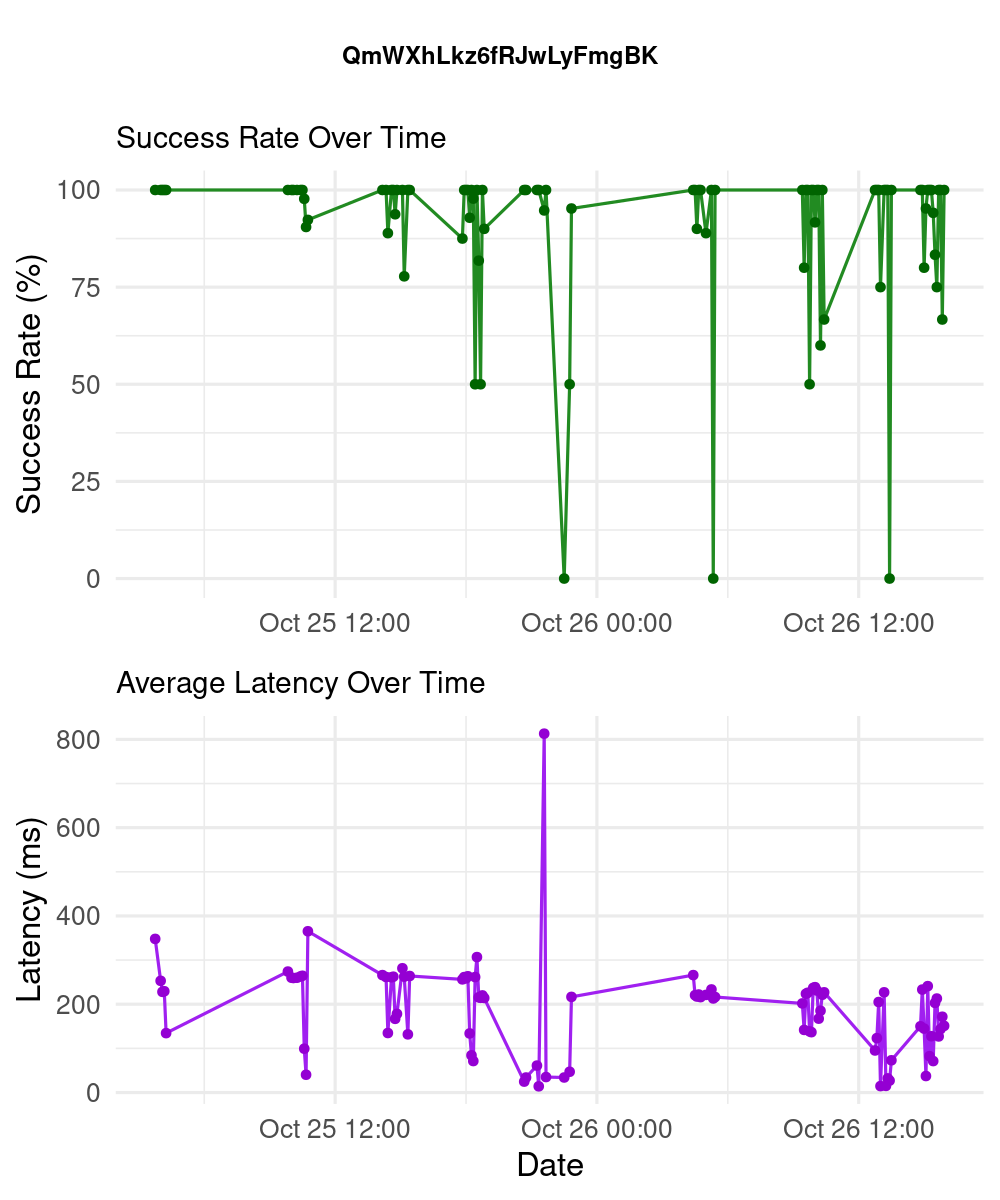 QmWXhLkz6fRJwLyFmgBK
Success Rate Over Time
Success Rate (%)
100
75
50
25
0
Oct 25 12:00 Oct 26 00:00 Oct 26 12:00
Average Latency Over Time
Latency (ms)
800
600
400
200
0
Oct 25 12:00 Oct 26 00:00 Oct 26 12:00
Date